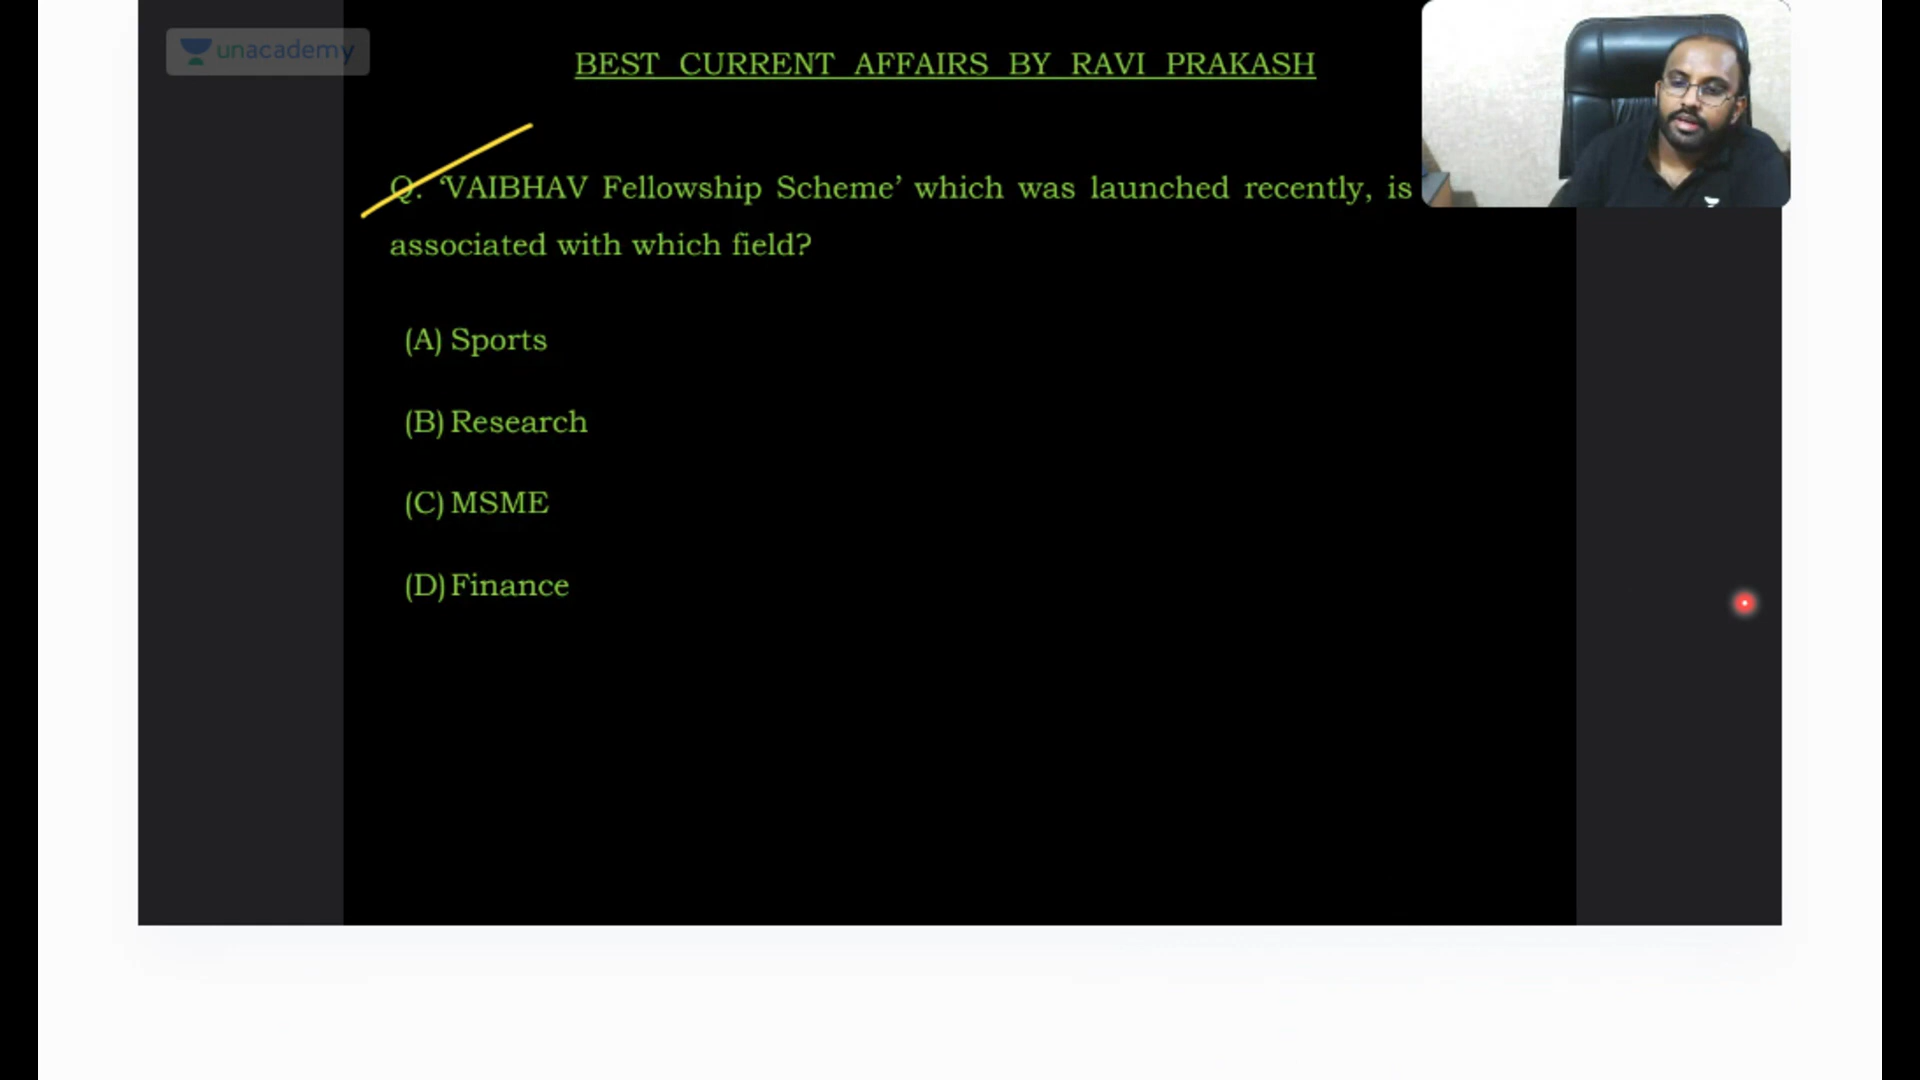 unacademy
BEST CURRENT AFFAIRS BY RAVI PRAKASH
Q. ‘VAIBHAV Fellowship Scheme’ which was launched recently, is
associated with which field?
(A) Sports
(B) Research
(C) MSME
(D) Finance